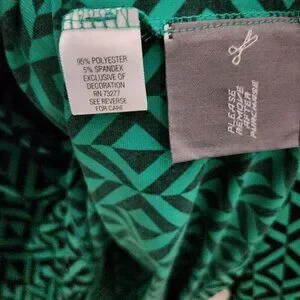 95% POLYESTER
5% SPANDEX
EXCLUSIVE OF
DECORATION
RN 73277
SEE REVERSE
FOR CARE
PLEASE
REMOVE
AFTER
PURCHASE